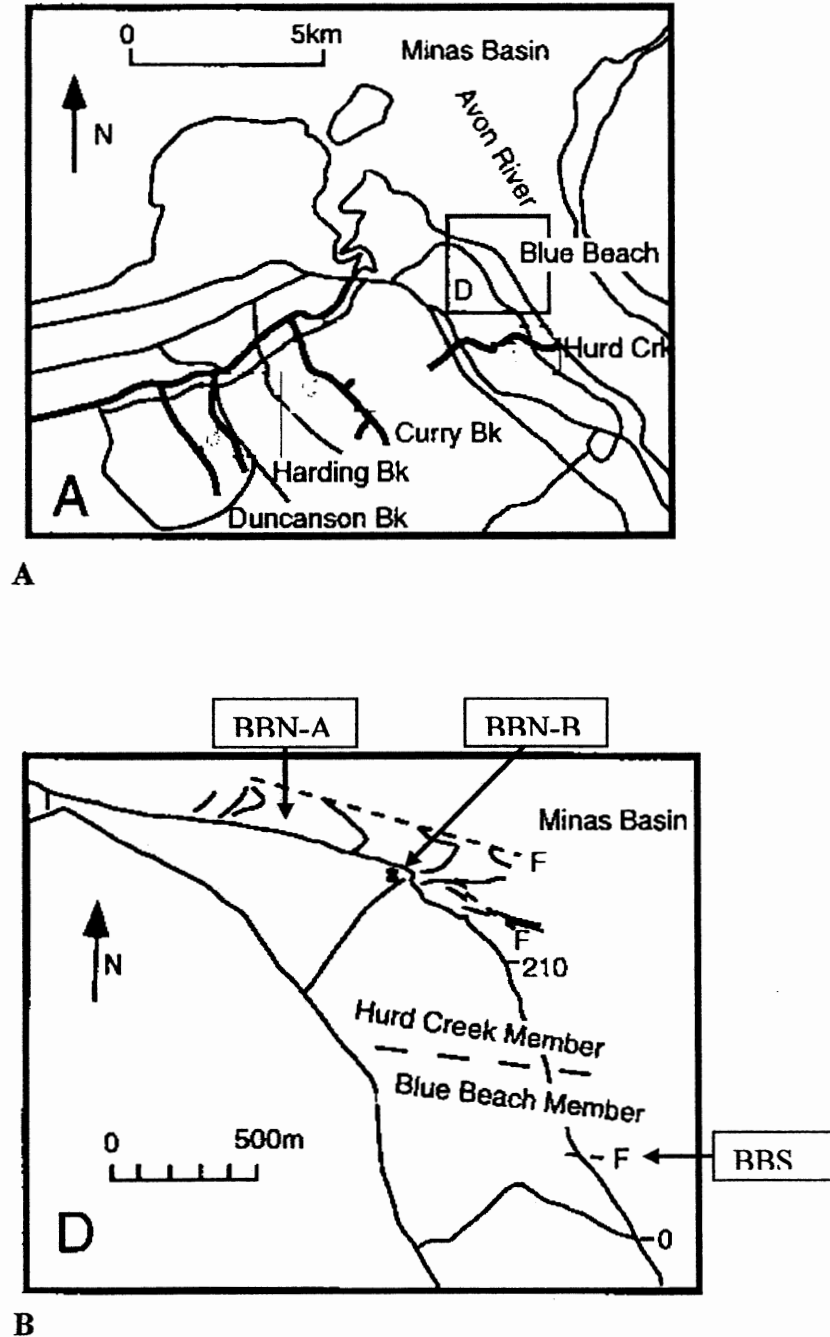 0 5km
Minas Basin
N
Avon River
Blue Beach
D
Hurd Crk
Curry Bk
Harding Bk
Duncanson Bk
A
A
BBN-A
BBN-B
Minas Basin
F
N
F
210
Hurd Creek Member
Blue Beach Member
0 500m
F
BBS
D
0
B